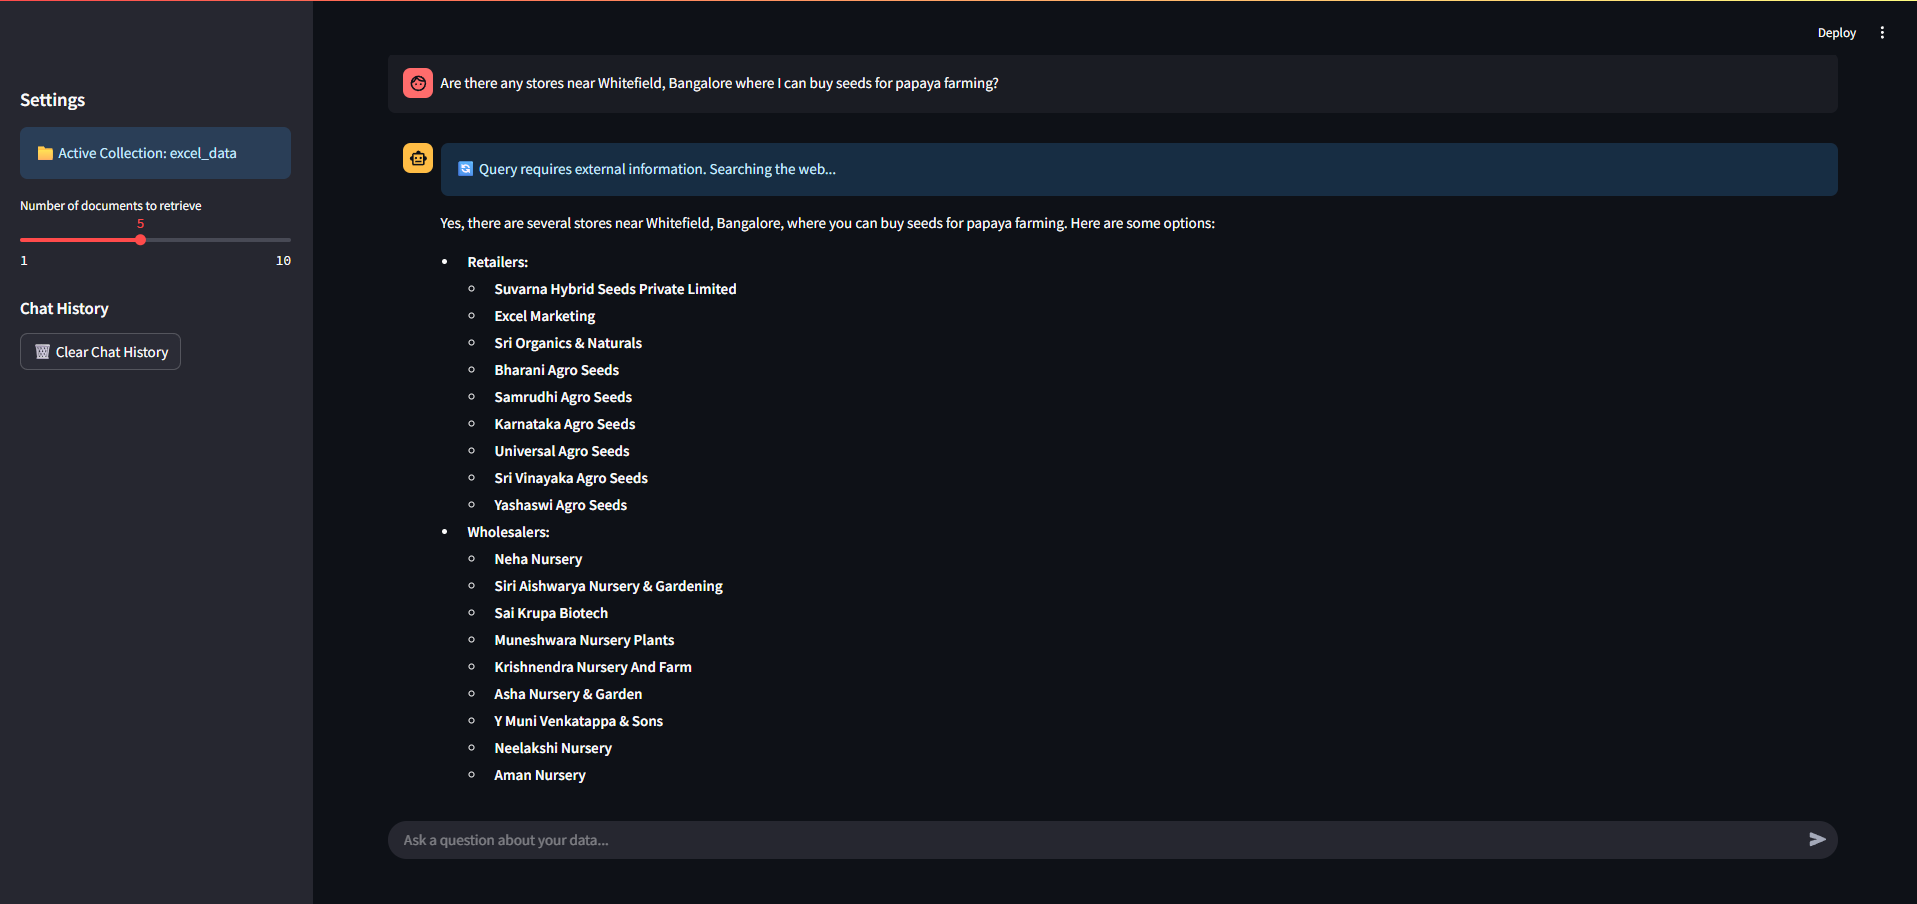 Deploy
Settings
Active Collection: excel_data
Number of documents to retrieve
5
1 10
Chat History
Clear Chat History
Are there any stores near Whitefield, Bangalore where I can buy seeds for papaya farming?
Query requires external information. Searching the web...
Yes, there are several stores near Whitefield, Bangalore, where you can buy seeds for papaya farming. Here are some options:
Retailers:
Suvarna Hybrid Seeds Private Limited
Excel Marketing
Sri Organics & Naturals
Bharani Agro Seeds
Samrudhi Agro Seeds
Karnataka Agro Seeds
Universal Agro Seeds
Sri Vinayaka Agro Seeds
Yashaswi Agro Seeds
Wholesalers:
Neha Nursery
Siri Aishwarya Nursery & Gardening
Sai Krupa Biotech
Muneshwara Nursery Plants
Krishnendra Nursery And Farm
Asha Nursery & Garden
Y Muni Venkatappa & Sons
Neelakshi Nursery
Aman Nursery
Ask a question about your data...